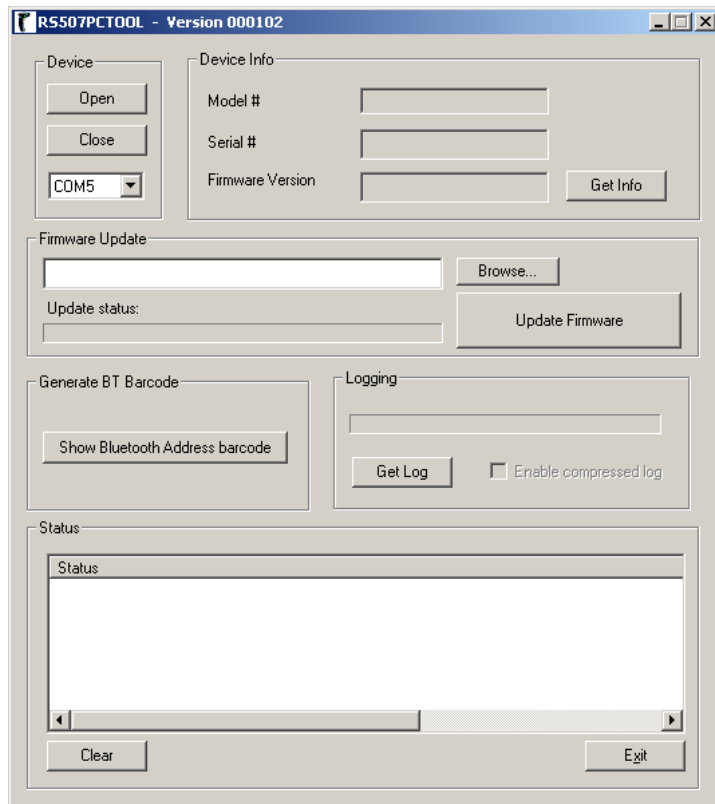 RS507PCTOOL - Version 000102
Device
Open
Close
COM5
Device Info
Model #
Serial #
Firmware Version
Get Info
Firmware Update
Browse...
Update status:
Update Firmware
Generate BT Barcode
Show Bluetooth Address barcode
Logging
Get Log
Enable compressed log
Status
Status
Clear
Exit